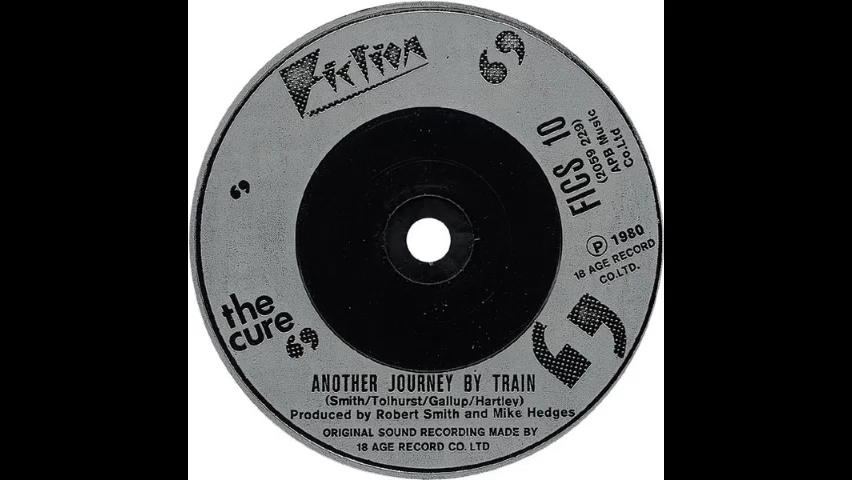 Fiction
FICS 10
(2059 229)
APB Music
Co.Ltd
Ⓟ 1980
18 AGE RECORD
CO.LTD.
the
cure
ANOTHER JOURNEY BY TRAIN
(Smith/Tolhurst/Gallup/Hartley)
Produced by Robert Smith and Mike Hedges
ORIGINAL SOUND RECORDING MADE BY
18 AGE RECORD CO. LTD